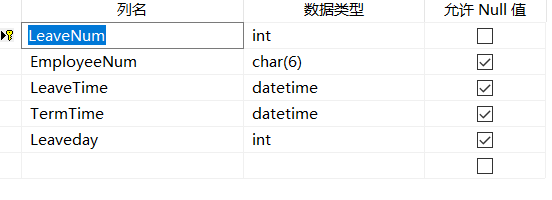 列名 数据类型 允许 Null 值
LeaveNum int
EmployeeNum char(6)
LeaveTime datetime
TermTime datetime
Leaveday int